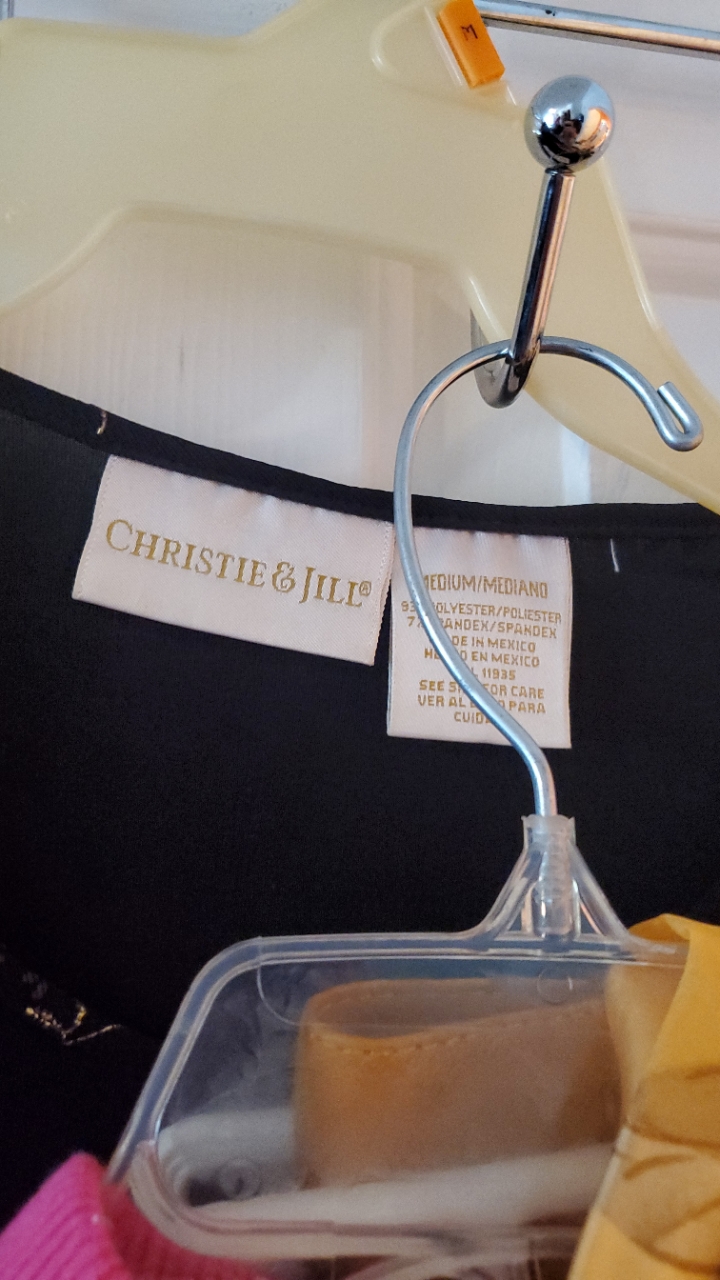 M
CHRISTIE & JILL®
MEDIUM/MEDIANO
POLYESTER/POLIESTER
SPANDEX/SPANDEX
IN MEXICO
EN MEXICO
11935
SEE FOR CARE
VER AL PARA